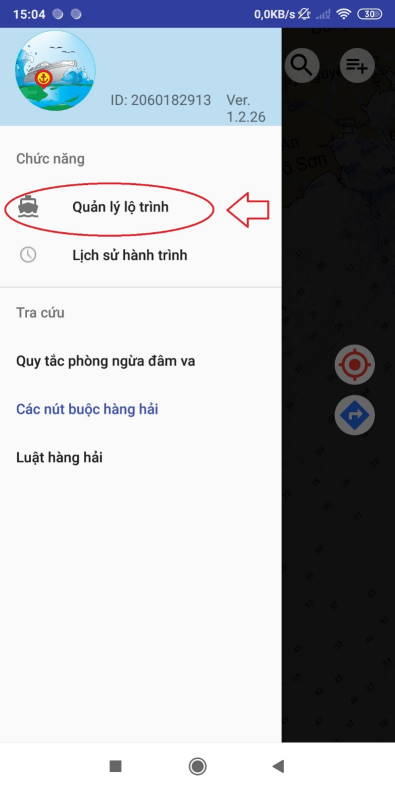 15:04 0,0KB/s 30
ID: 2060182913 Ver. 1.2.26
Chức năng
Quản lý lộ trình
Lịch sử hành trình
Tra cứu
Quy tắc phòng ngừa đâm va
Các nút buộc hàng hải
Luật hàng hải